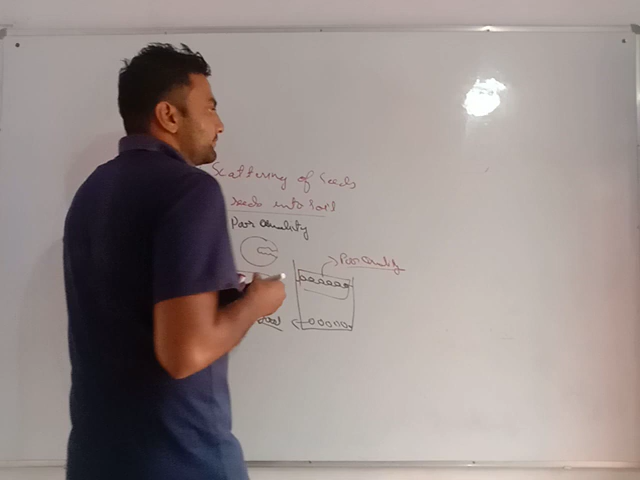 Scattering of Seeds
seeds into soil
Poor Quality
Poor Quality